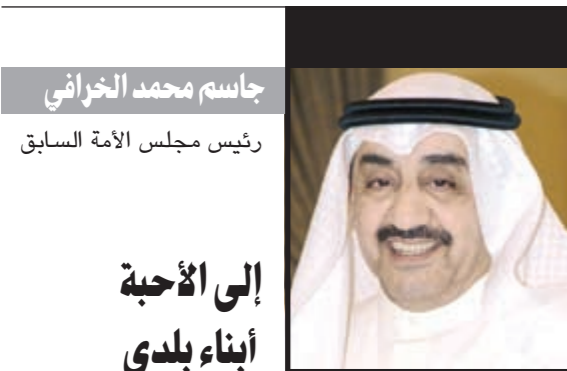 جاسم محمد الخرافي
رئيس مجلس الأمة السابق
إلى الأحبة
أبناء بلدي